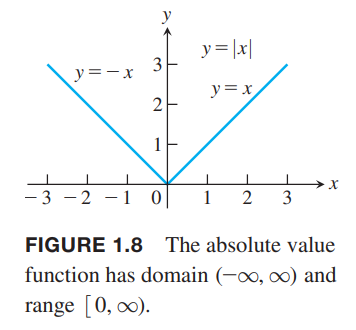 y
y = |x|
y = − x
3
y = x
2
1
− 3 − 2 − 1 0 1 2 3 x
FIGURE 1.8 The absolute value
function has domain (−∞, ∞) and
range [0, ∞).